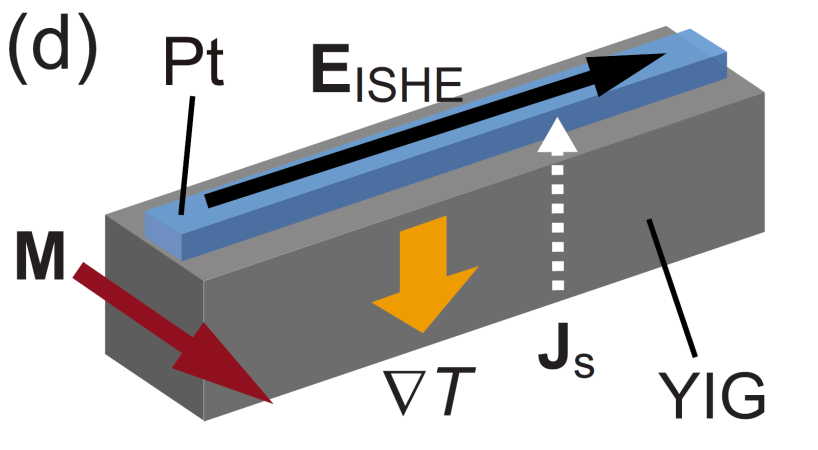 (d)
Pt
E_ISHE
M
∇T
J_s
YIG